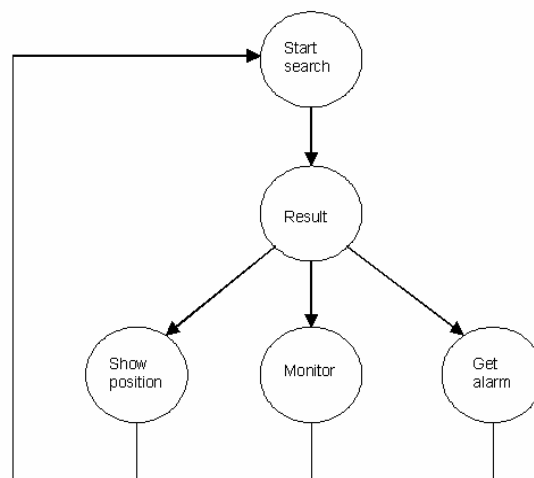 Start
search
Result
Show
position
Monitor
Get
alarm